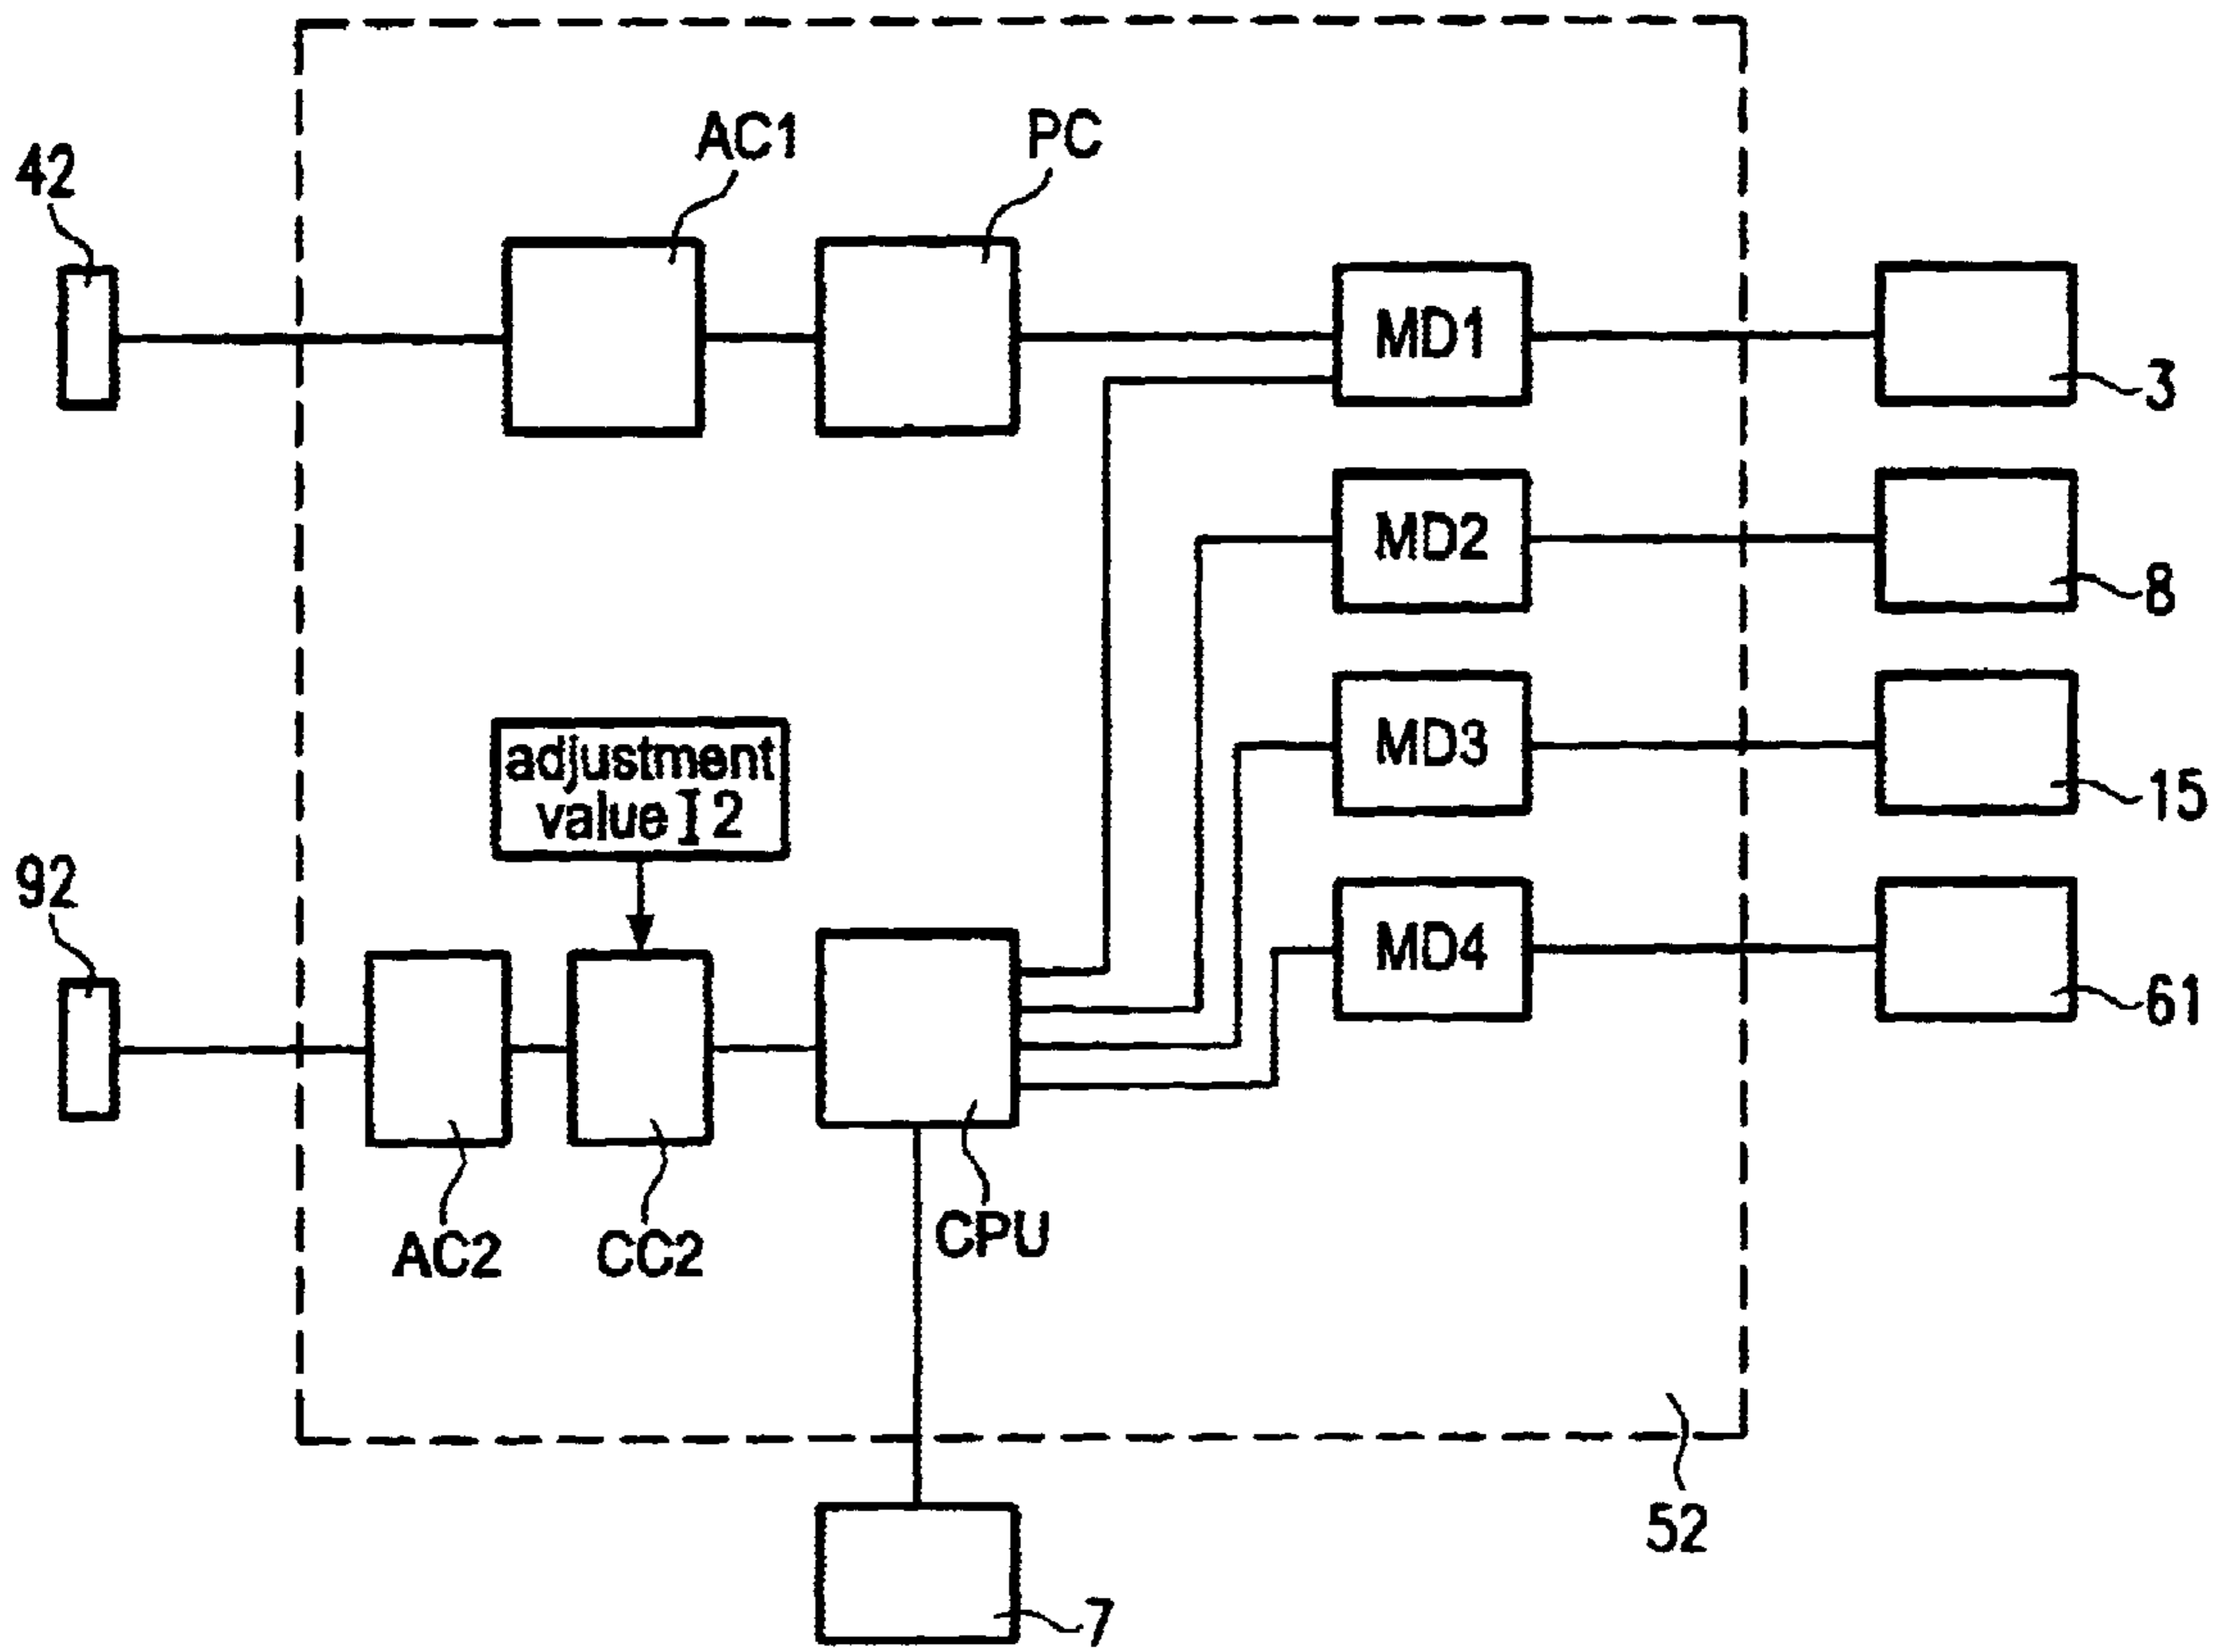 AC1
PC
42
MD1
3
MD2
8
adjustment
value I2
MD3
15
92
MD4
61
AC2
CC2
CPU
52
7